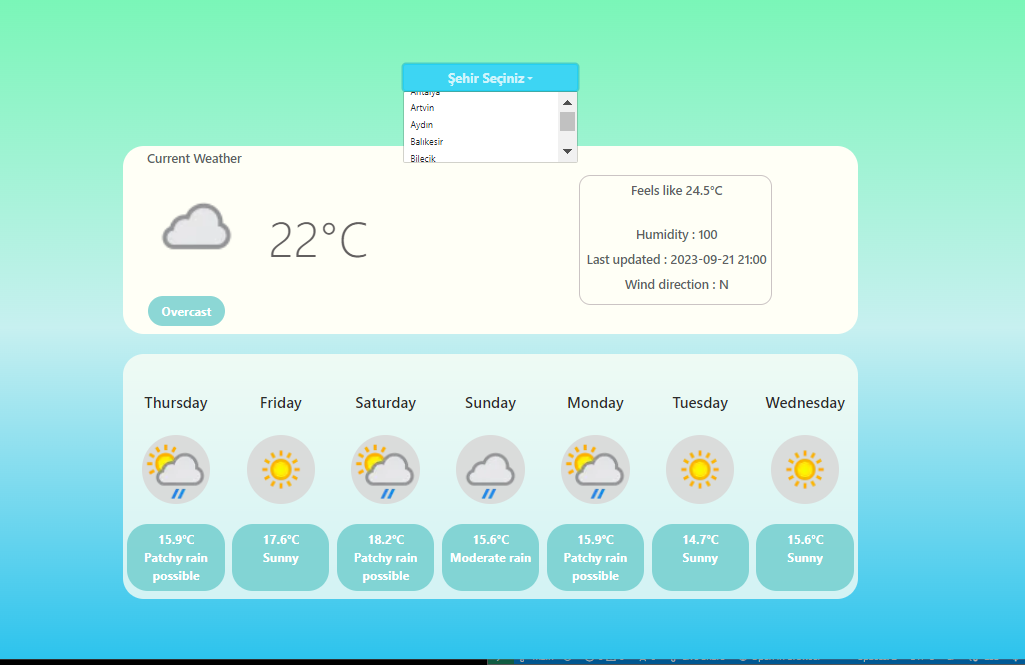 Şehir Seçiniz
Antalya
Artvin
Aydın
Balıkesir
Bilecik
Current Weather
22°C
Overcast
Feels like 24.5°C
Humidity : 100
Last updated : 2023-09-21 21:00
Wind direction : N
Thursday Friday Saturday Sunday Monday Tuesday Wednesday
15.9°C 17.6°C 18.2°C 15.6°C 15.9°C 14.7°C 15.6°C
Patchy rain Sunny Patchy rain Moderate rain Patchy rain Sunny Sunny
possible possible possible